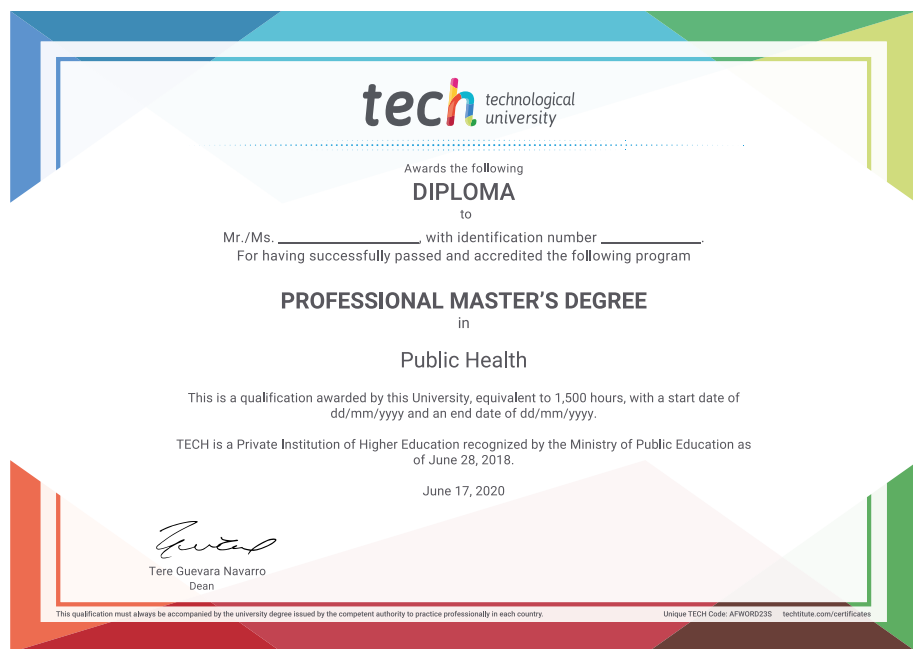 tech technological
university
Awards the following
DIPLOMA
to
Mr./Ms. ____________, with identification number ____________.
For having successfully passed and accredited the following program
PROFESSIONAL MASTER'S DEGREE
in
Public Health
This is a qualification awarded by this University, equivalent to 1,500 hours, with a start date of
dd/mm/yyyy and an end date of dd/mm/yyyy.
TECH is a Private Institution of Higher Education recognized by the Ministry of Public Education as
of June 28, 2018.
June 17, 2020
Tere Guevara Navarro
Dean
This qualification must always be accompanied by the university degree issued by the competent authority to practice professionally in each country. Unique TECH Code: AFWORD23S techtitute.com/certificates